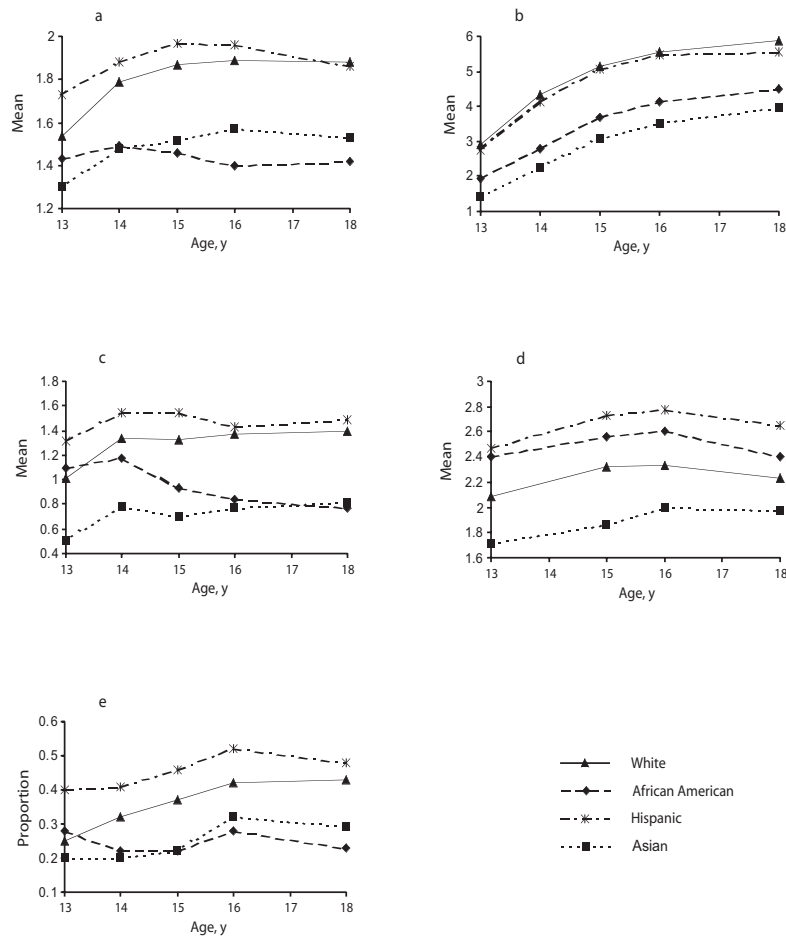 a
2
1.8
1.6
1.4
1.2
Mean
13 14 15 16 17 18
Age, y
b
6
5
4
3
2
1
Mean
13 14 15 16 17 18
Age, y
c
1.8
1.6
1.4
1.2
1
0.8
0.6
0.4
Mean
13 14 15 16 17 18
Age, y
d
3
2.8
2.6
2.4
2.2
2
1.8
1.6
Mean
13 14 15 16 17 18
Age, y
e
0.6
0.5
0.4
0.3
0.2
0.1
Proportion
13 14 15 16 17 18
Age, y
White
African American
Hispanic
Asian